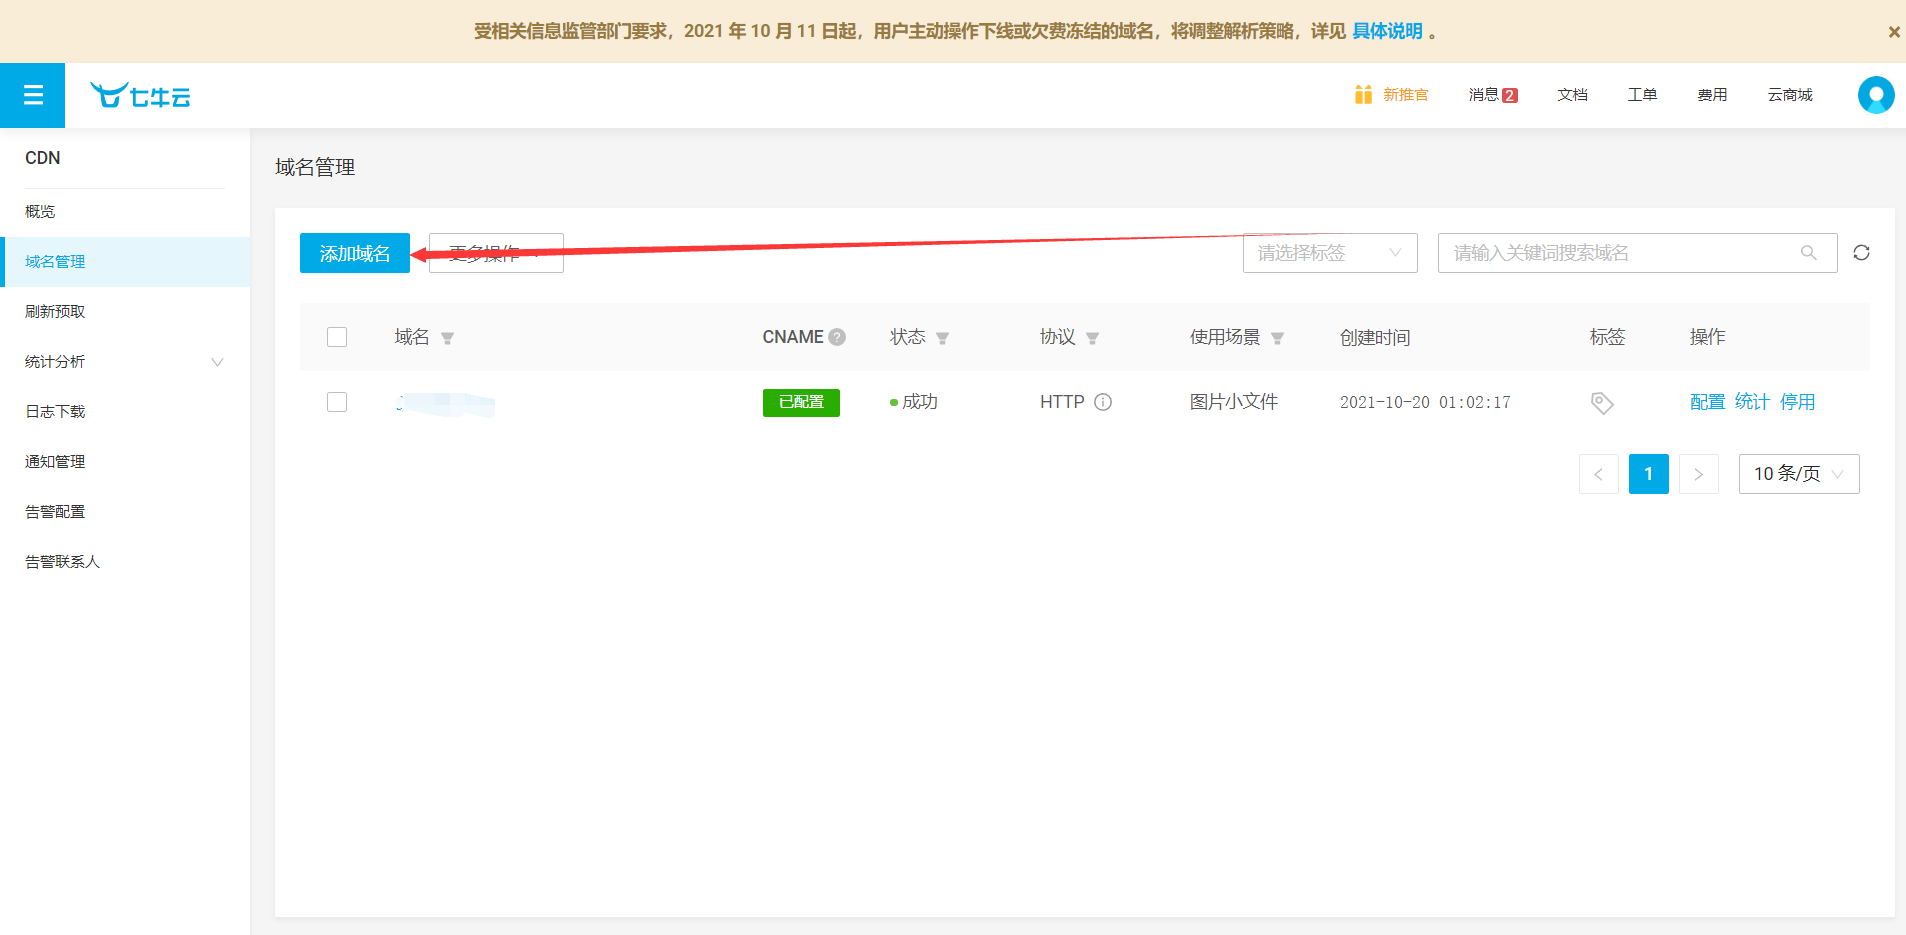 受相关信息监管部门要求，2021 年 10 月 11 日起，用户主动操作下线或欠费冻结的域名，将调整解析策略，详见 具体说明 。
七牛云
新推官
消息 2
文档
工单
费用
云商城
CDN
概览
域名管理
刷新预取
统计分析
日志下载
通知管理
告警配置
告警联系人
域名管理
添加域名
更多操作
请选择标签
请输入关键词搜索域名
域名 CNAME 状态 协议 使用场景 创建时间 标签 操作
已配置 成功 HTTP 图片小文件 2021-10-20 01:02:17 配置 统计 停用
1
10 条/页